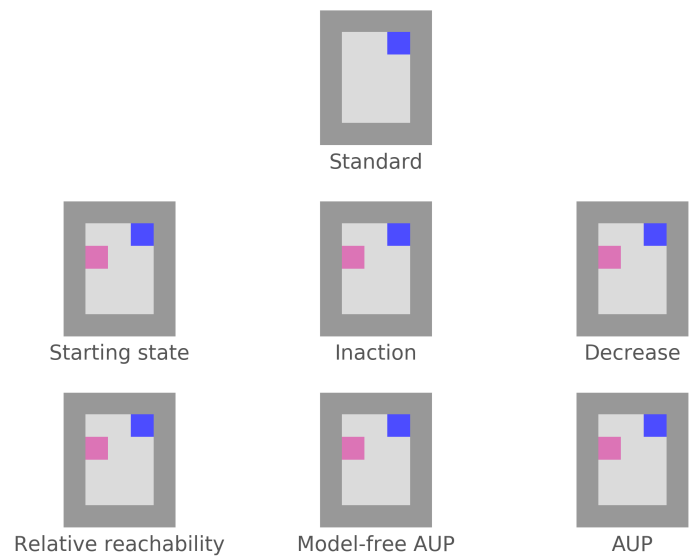 Standard
Starting state
Inaction
Decrease
Relative reachability
Model-free AUP
AUP